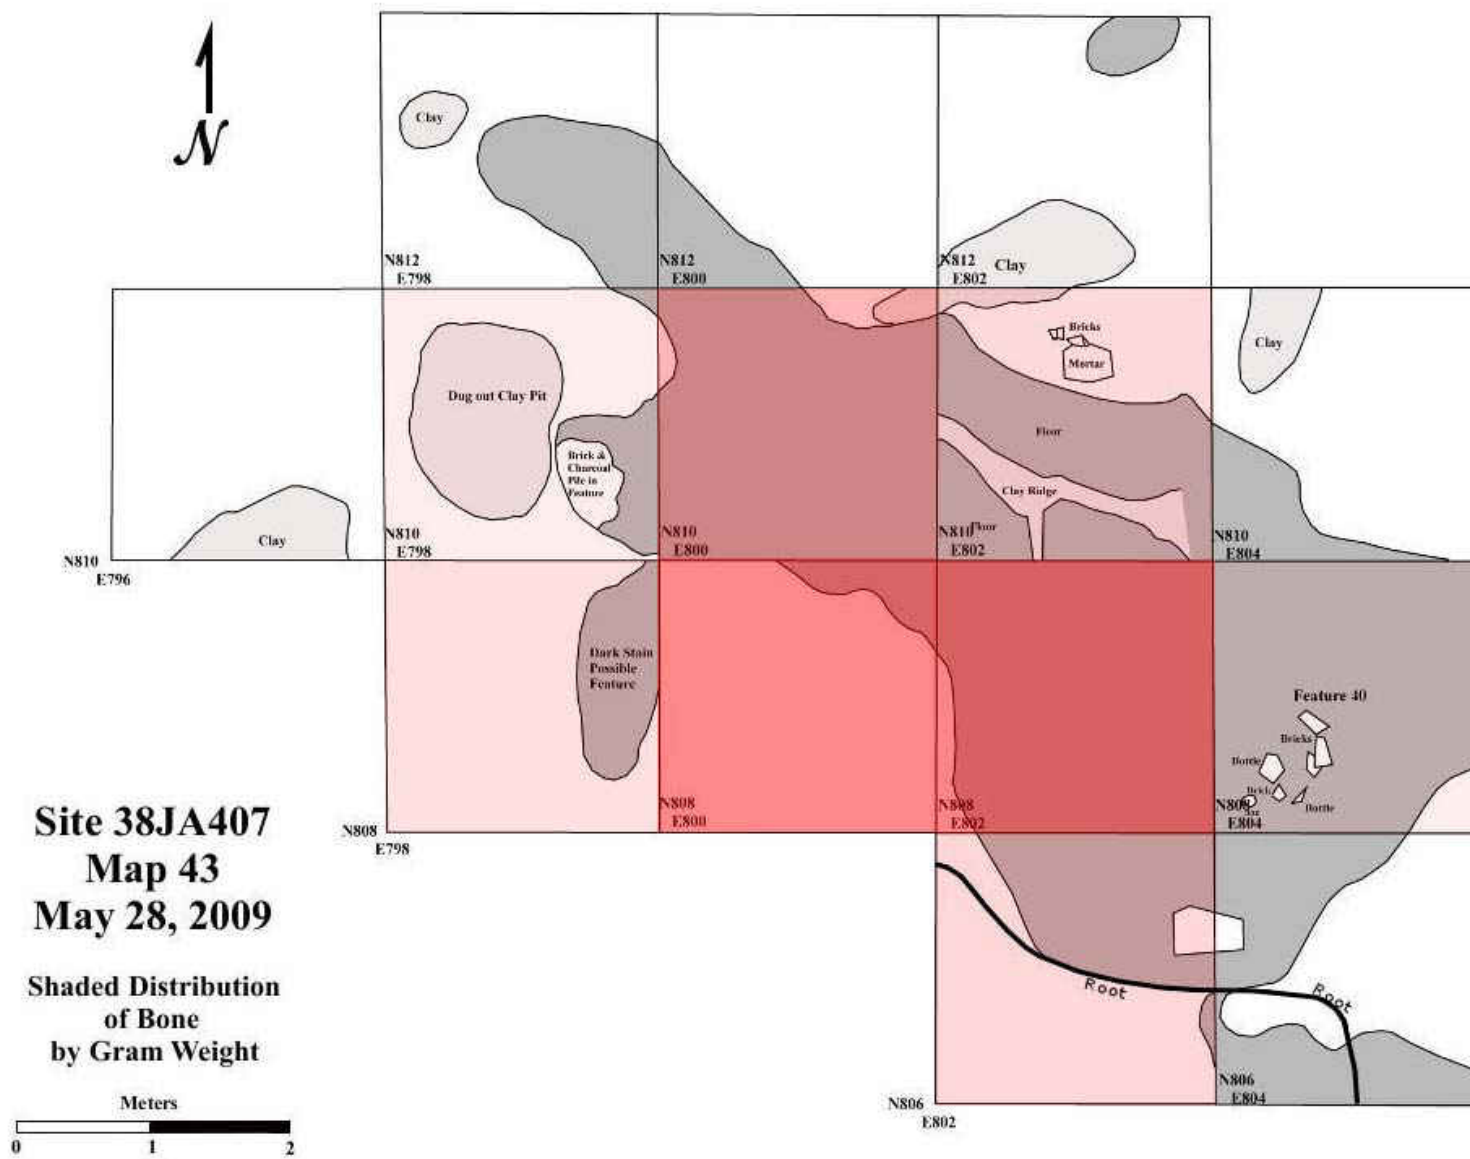 N
Clay
N812
E798
N812
E800
N812
E802
Clay
Bricks
Mortar
Clay
Dug out Clay Pit
Floor
Brick &
Charcoal
Pile in
Feature
Clay Ridge
Clay
N810
E796
N810
E798
N810
E800
N810
E802
Floor
N810
E804
Dark Stain
Possible
Feature
Feature 40
Bricks
Bottle
Brick
Bottle
N808
E798
N808
E800
N808
E802
N808
E804
Site 38JA407
Map 43
May 28, 2009
Shaded Distribution
of Bone
by Gram Weight
Root
Root
N806
E802
N806
E804
Meters
0 1 2